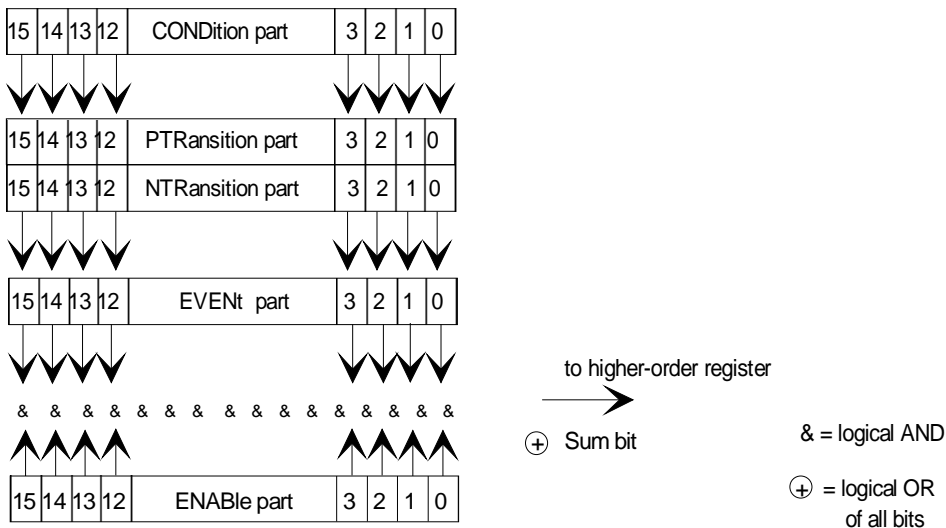 15 14 13 12 CONDition part 3 2 1 0
15 14 13 12 PTRansition part 3 2 1 0
15 14 13 12 NTRansition part 3 2 1 0
15 14 13 12 EVENt part 3 2 1 0
to higher-order register
& & & & & & & & & & & & & & & &
⊕ Sum bit
& = logical AND
15 14 13 12 ENABle part 3 2 1 0
⊕ = logical OR
of all bits